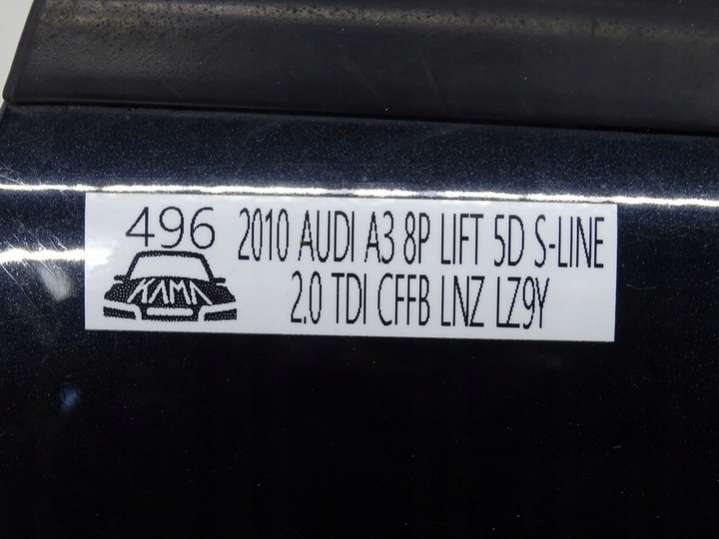 496 2010 AUDI A3 8P LIFT 5D S-LINE
KAMA 2.0 TDI CFFB LNZ LZ9Y